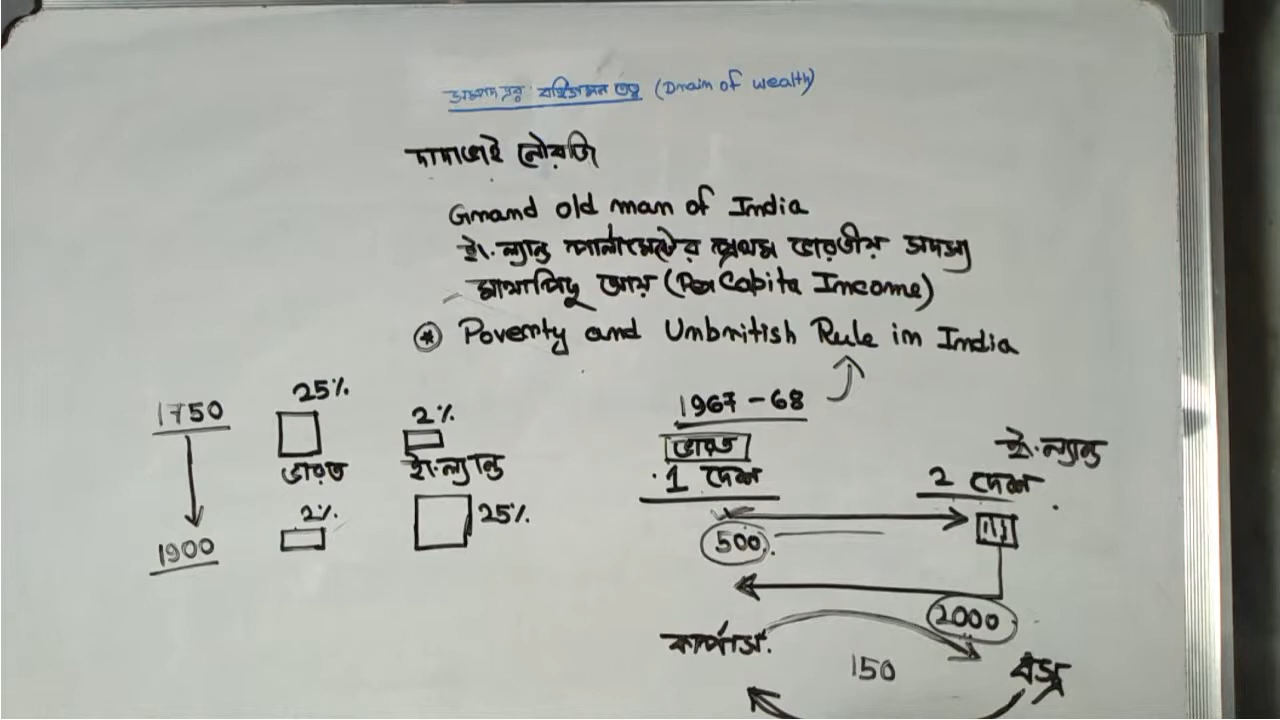 সম্পদের বহির্গমন তত্ত্ব (Drain of wealth)
দাদাভাই নৌরজি
Grand old man of India
ইংল্যান্ড পার্লামেন্টের প্রথম ভারতীয় সদস্য
মাথাপিছু আয় (Per Capita Income)
* Poverty and Unbritish Rule in India
1750
25%
2%
ভারত
ইংল্যান্ড
1900
2%
25%
1967-68
ভারত
1 দেশ
ইংল্যান্ড
2 দেশ
500
2000
কার্পাস
150
বস্ত্র